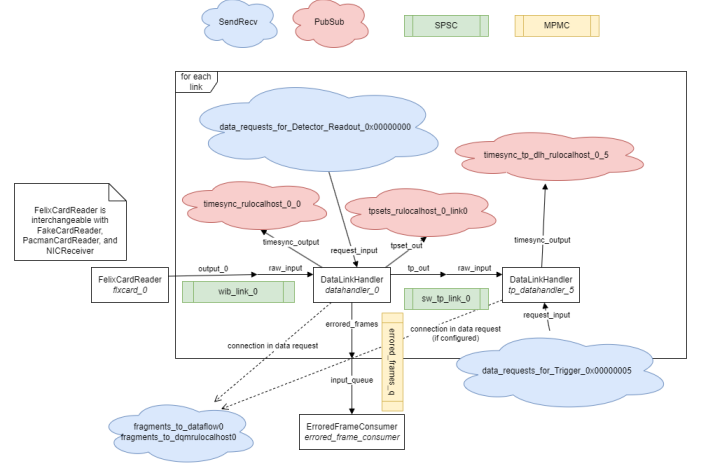 SendRecv
PubSub
SPSC
MPMC
for each
link
data_requests_for_Detector_Readout_0x00000000
timesync_tp_dlh_rulocalhost_0_5
timesync_rulocalhost_0_0
tpsets_rulocalhost_0_link0
FelixCardReader is
interchangeable with
FakeCardReader,
PacmanCardReader, and
NICReceiver
timesync_output
request_input
tpset_out
timesync_output
FelixCardReader
flxcard_0
output_0
raw_input
DataLinkHandler
datahandler_0
tp_out
raw_input
DataLinkHandler
tp_datahandler_5
wib_link_0
sw_tp_link_0
request_input
errored_frames
errored_frames_q
connection in data request
connection in data request
(if configured)
data_requests_for_Trigger_0x00000005
input_queue
fragments_to_dataflow0
fragments_to_dqmrulocalhost0
ErroredFrameConsumer
errored_frame_consumer